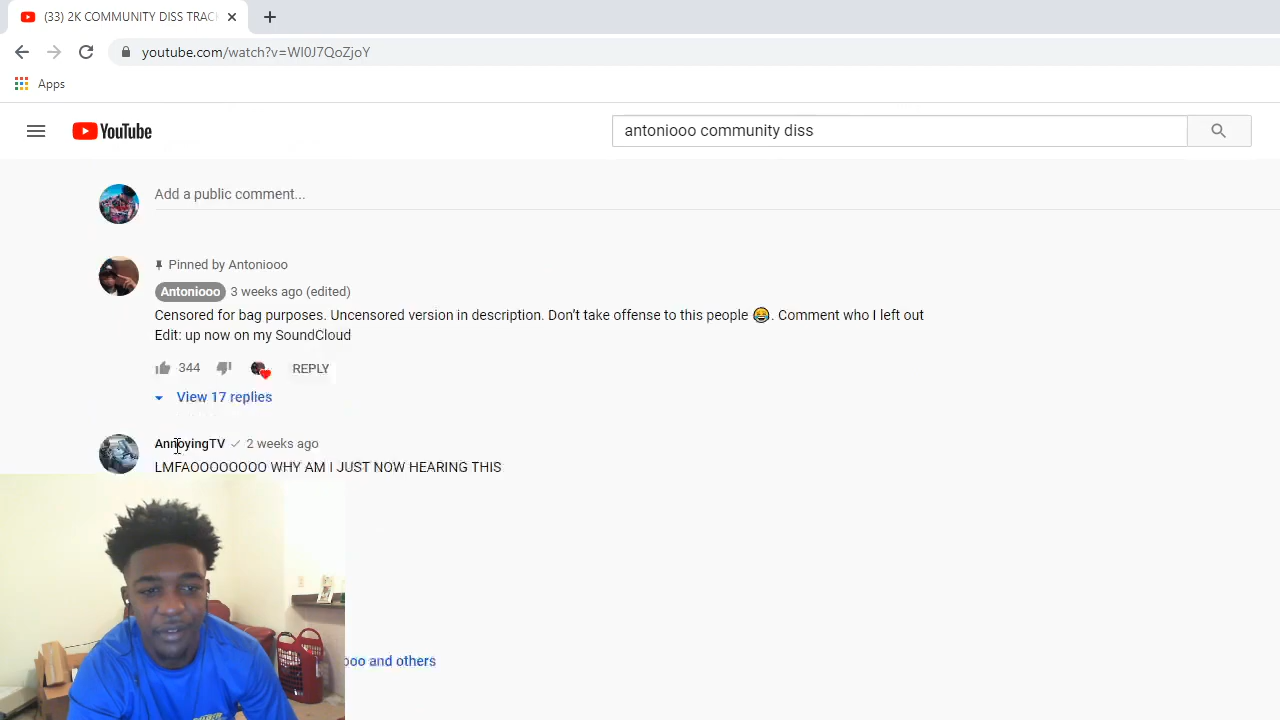 (33) 2K COMMUNITY DISS TRAC
youtube.com/watch?v=WI0J7QoZjoY
Apps
YouTube
antoniooo community diss
Add a public comment...
Pinned by Antoniooo
Antoniooo 3 weeks ago (edited)
Censored for bag purposes. Uncensored version in description. Don't take offense to this people 😂. Comment who I left out
Edit: up now on my SoundCloud
344 REPLY
View 17 replies
AnnoyingTV 2 weeks ago
LMFAOOOOOOOO WHY AM I JUST NOW HEARING THIS
ooo and others